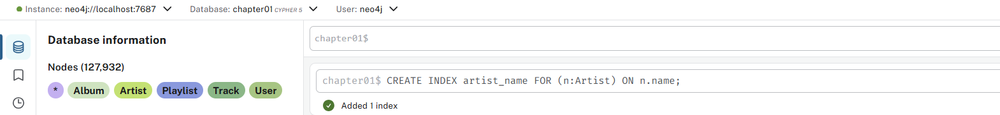 Instance: neo4j://localhost:7687 Database: chapter01 CYPHER 5 User: neo4j
Database information
Nodes (127,932)
* Album Artist Playlist Track User
chapter01$
chapter01$ CREATE INDEX artist_name FOR (n:Artist) ON n.name;
Added 1 index